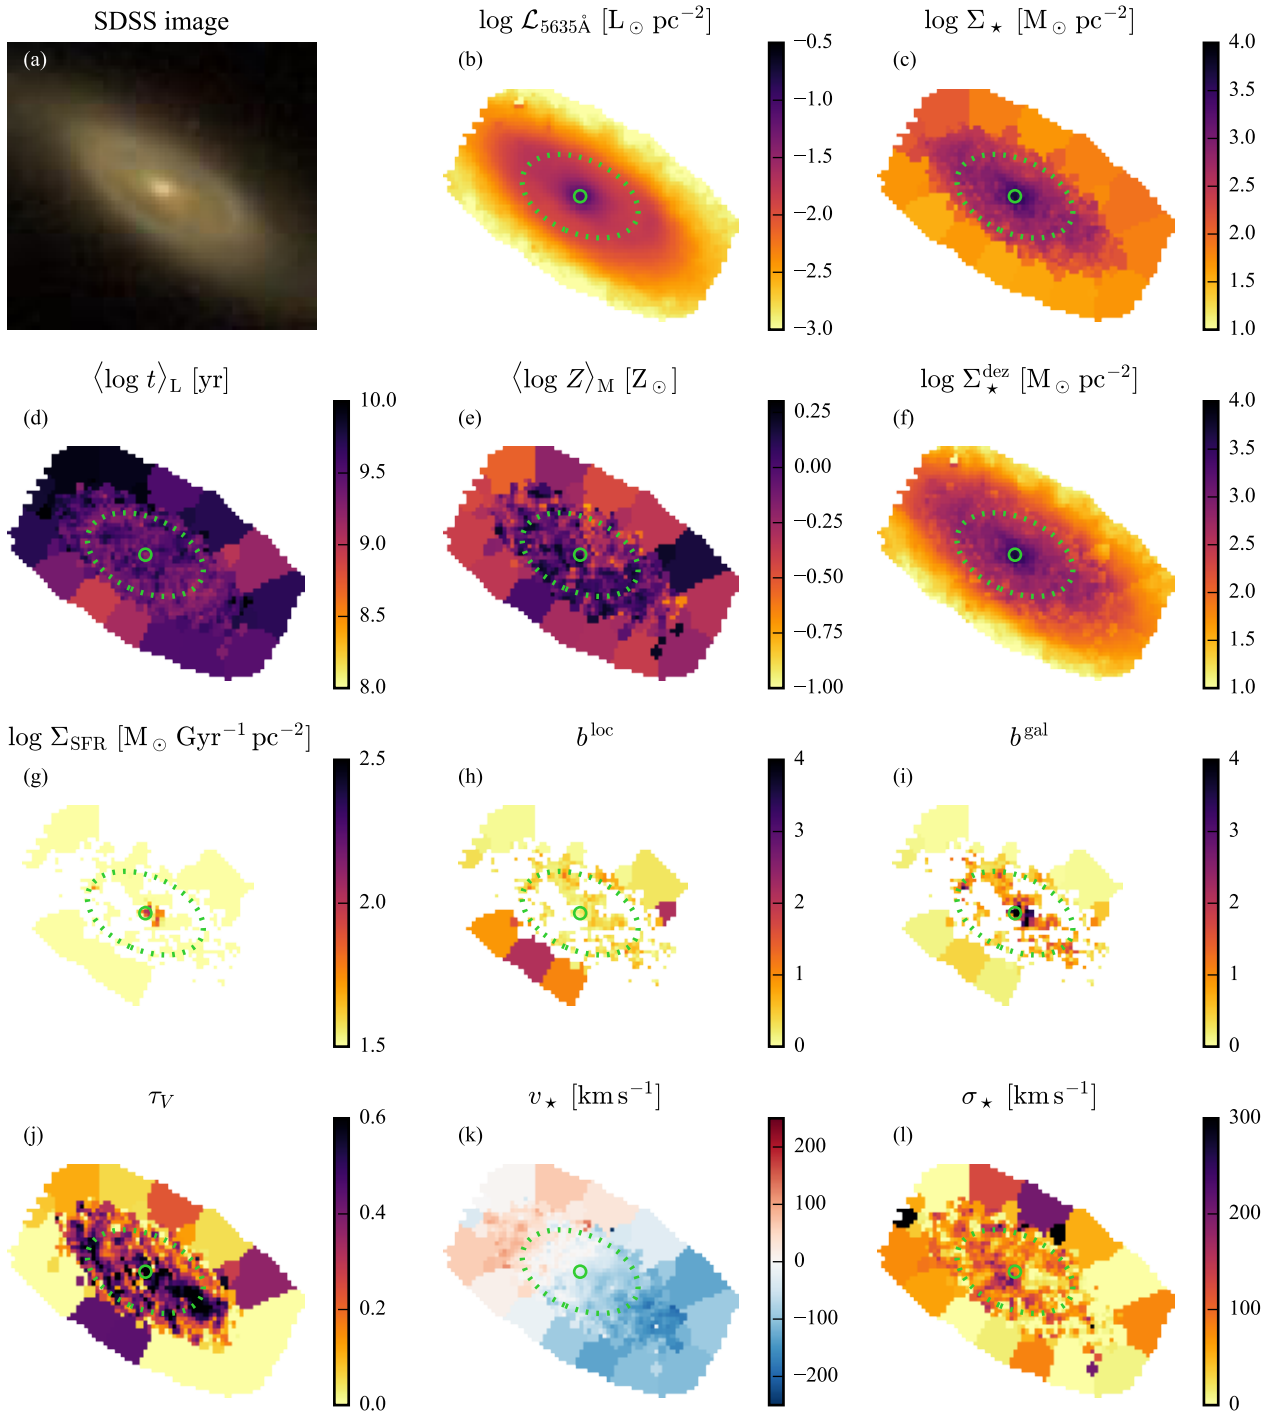 SDSS image
log ℒ₅₆₃₅Å [L⊙ pc⁻²]
log Σ⋆ [M⊙ pc⁻²]
(a)
(b)
−0.5
−1.0
−1.5
−2.0
−2.5
−3.0
(c)
4.0
3.5
3.0
2.5
2.0
1.5
1.0
⟨log t⟩L [yr]
⟨log Z⟩M [Z⊙]
log Σ⋆ᵈᵉᶻ [M⊙ pc⁻²]
(d)
10.0
9.5
9.0
8.5
8.0
(e)
0.25
0.00
−0.25
−0.50
−0.75
−1.00
(f)
4.0
3.5
3.0
2.5
2.0
1.5
1.0
log ΣSFR [M⊙ Gyr⁻¹ pc⁻²]
bˡᵒᶜ
bᵍᵃˡ
(g)
2.5
2.0
1.5
(h)
4
3
2
1
0
(i)
4
3
2
1
0
τV
v⋆ [km s⁻¹]
σ⋆ [km s⁻¹]
(j)
0.6
0.4
0.2
0.0
(k)
200
100
0
−100
−200
(l)
300
200
100
0